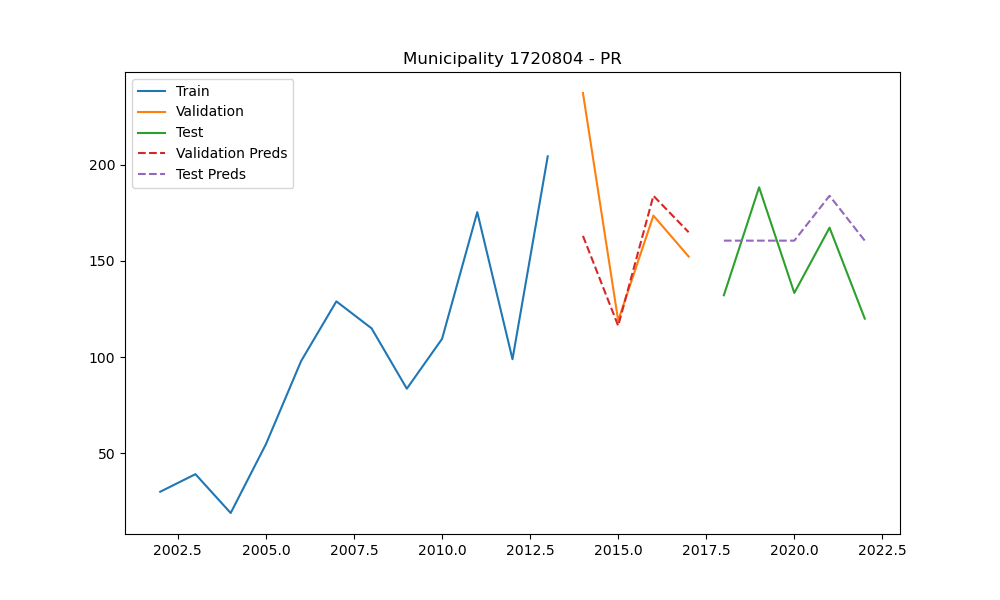 Municipality 1720804 - PR
Train
Validation
Test
Validation Preds
Test Preds
200
150
100
50
2002.5 2005.0 2007.5 2010.0 2012.5 2015.0 2017.5 2020.0 2022.5